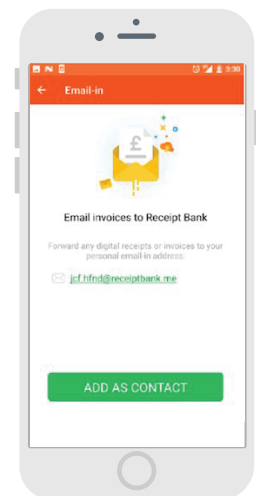 3:30
Email-in
£
Email invoices to Receipt Bank
Forward any digital receipts or invoices to your
personal email-in address:
jcf.hfnd@receiptbank.me
ADD AS CONTACT